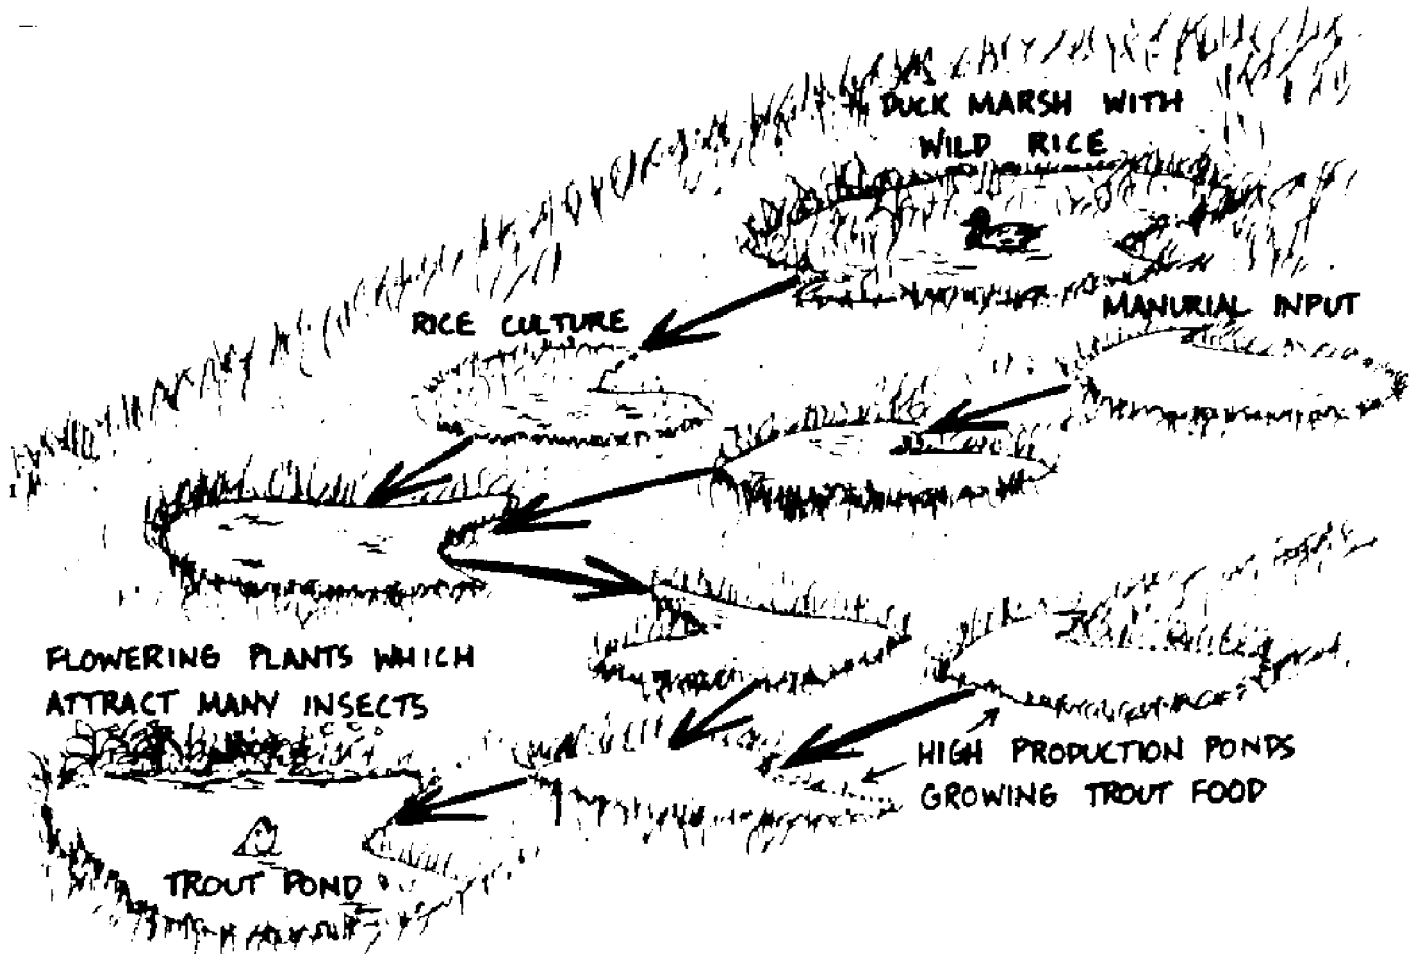 DUCK MARSH WITH
WILD RICE
MANURIAL INPUT
RICE CULTURE
FLOWERING PLANTS WHICH
ATTRACT MANY INSECTS
HIGH PRODUCTION PONDS
GROWING TROUT FOOD
TROUT POND